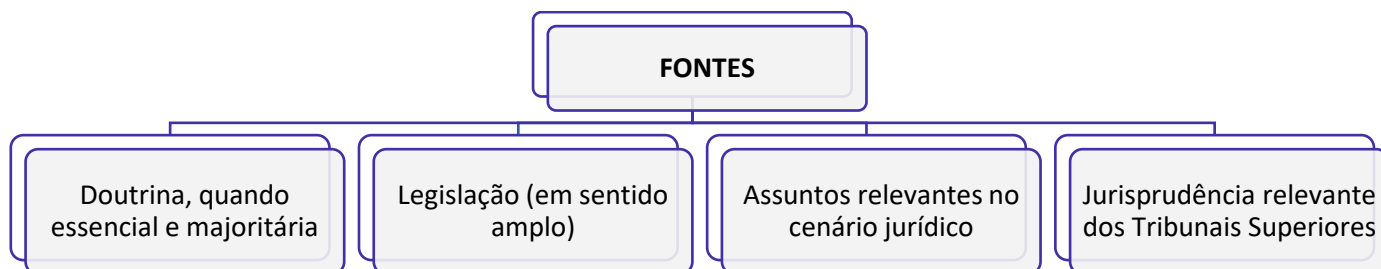 FONTES
Doutrina, quando
essencial e majoritária
Legislação (em sentido
amplo)
Assuntos relevantes no
cenário jurídico
Jurisprudência relevante
dos Tribunais Superiores